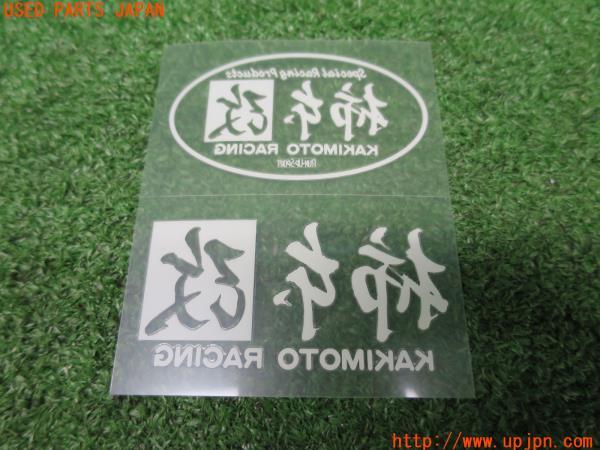 USED PARTS JAPAN
Special Racing Products
柿本改
KAKIMOTO RACING
柿本改
KAKIMOTO RACING
http://www.upjpn.com/